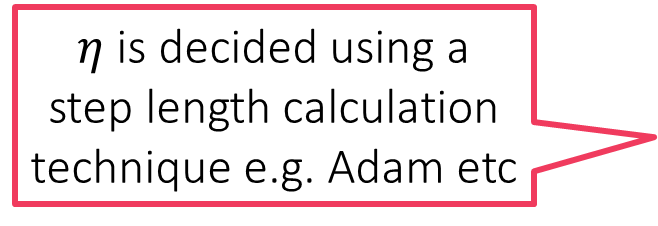 η is decided using a
step length calculation
technique e.g. Adam etc